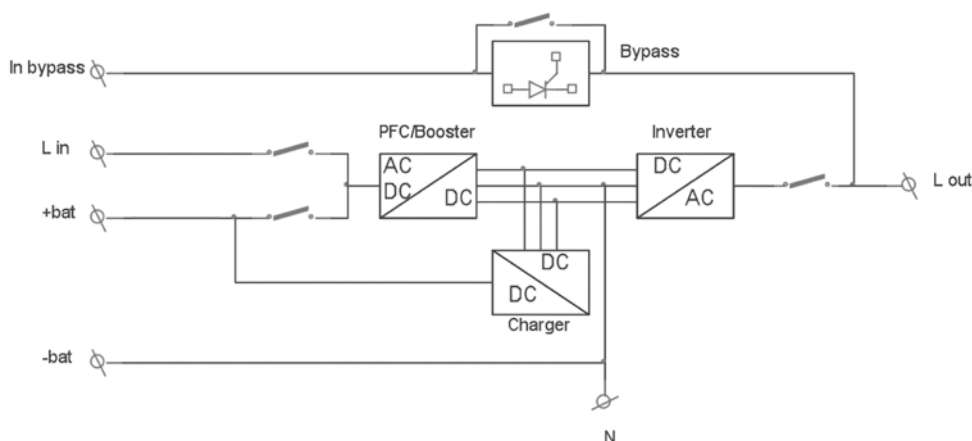 Bypass
In bypass
PFC/Booster
Inverter
L in
AC
DC
DC
DC
AC
L out
+bat
DC
DC
Charger
-bat
N